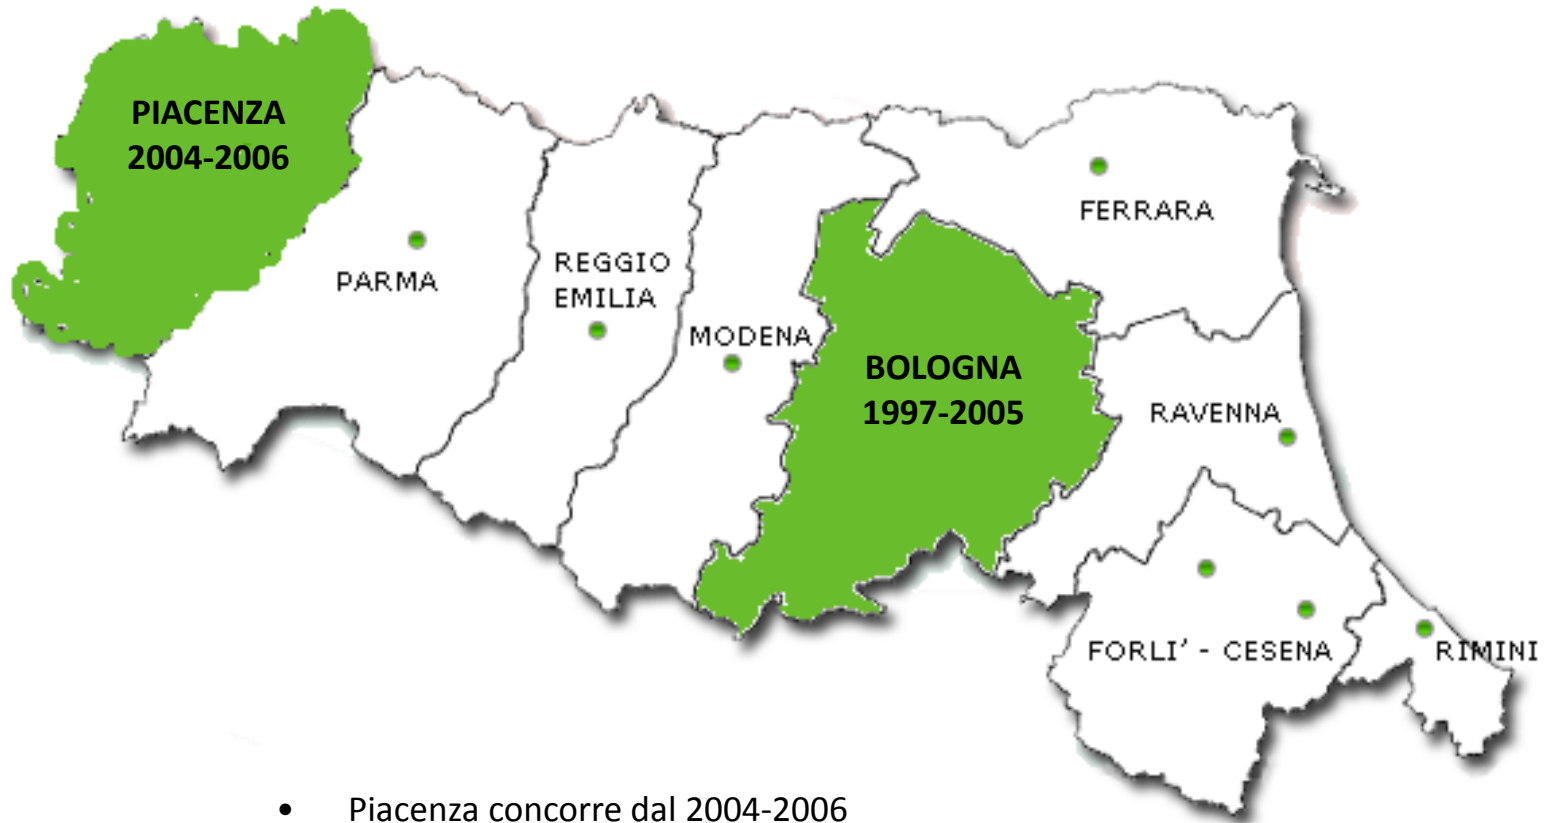 PIACENZA
2004-2006
FERRARA
PARMA
REGGIO
EMILIA
MODENA
BOLOGNA
1997-2005
RAVENNA
FORLI' - CESENA
RIMINI
• Piacenza concorre dal 2004-2006